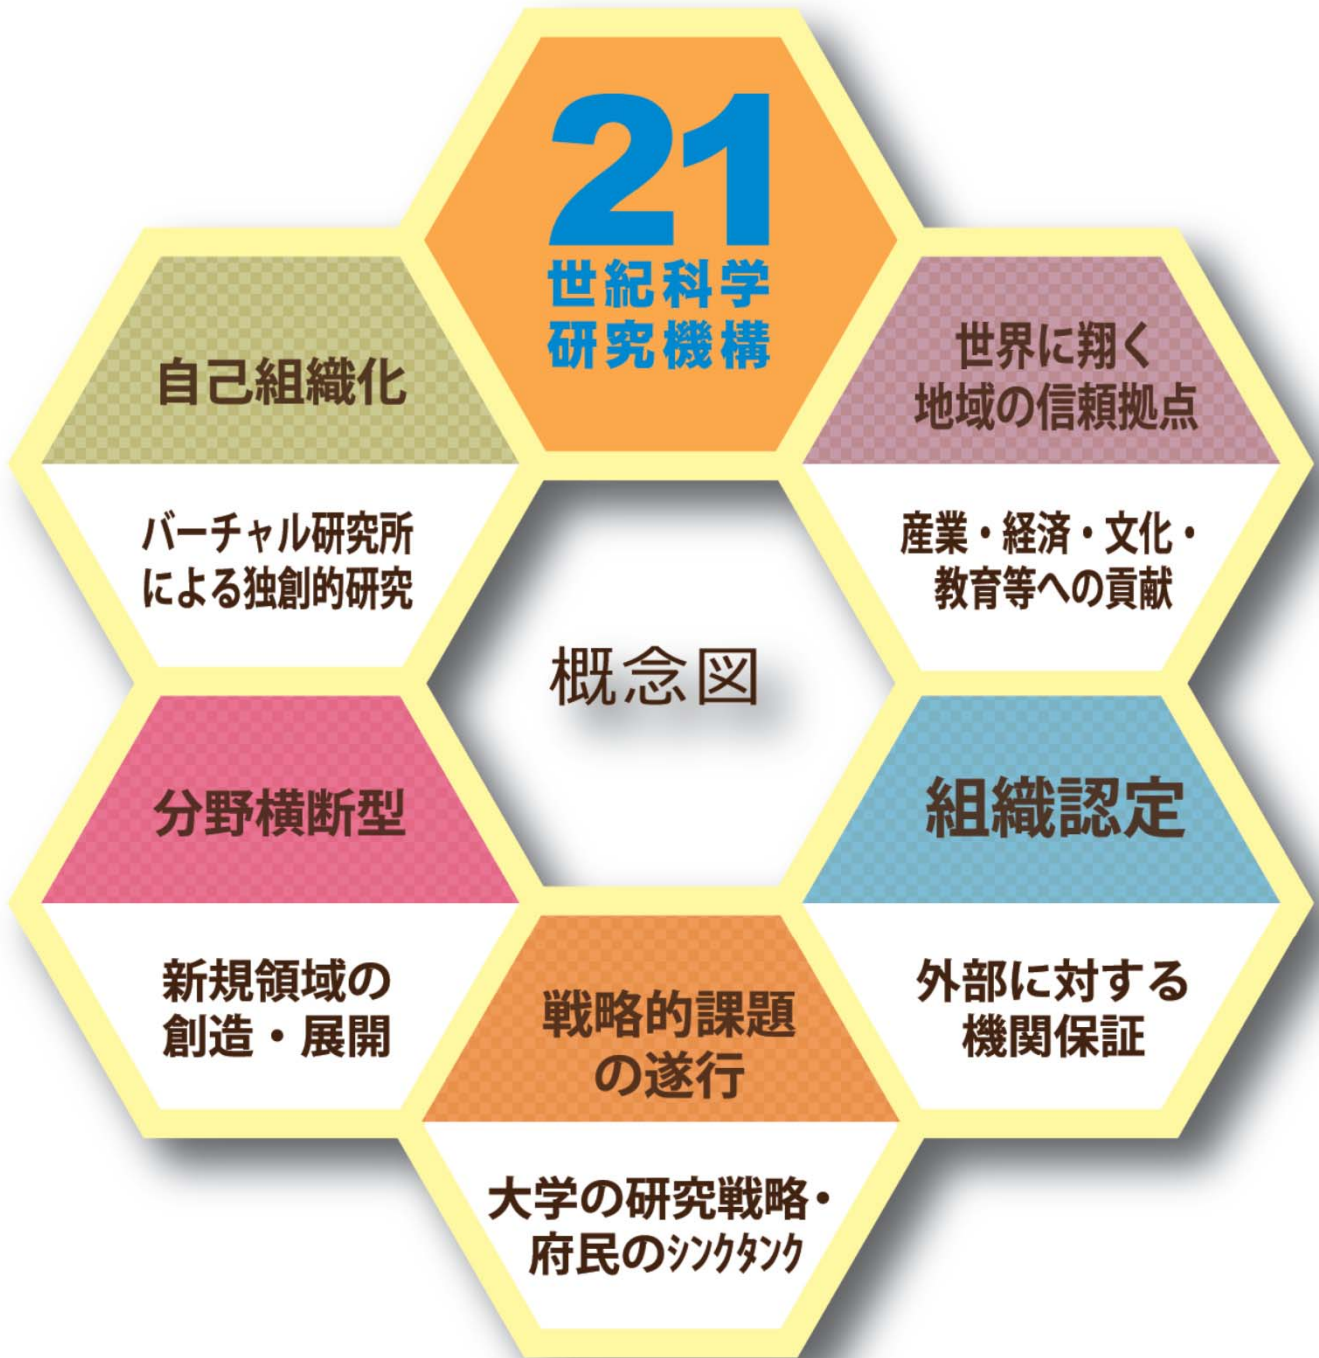 21
世紀科学
研究機構
自己組織化
バーチャル研究所
による独創的研究
世界に翔く
地域の信頼拠点
産業・経済・文化・
教育等への貢献
概念図
分野横断型
新規領域の
創造・展開
組織認定
外部に対する
機関保証
戦略的課題
の遂行
大学の研究戦略・
府民のｼﾝｸﾀﾝｸ